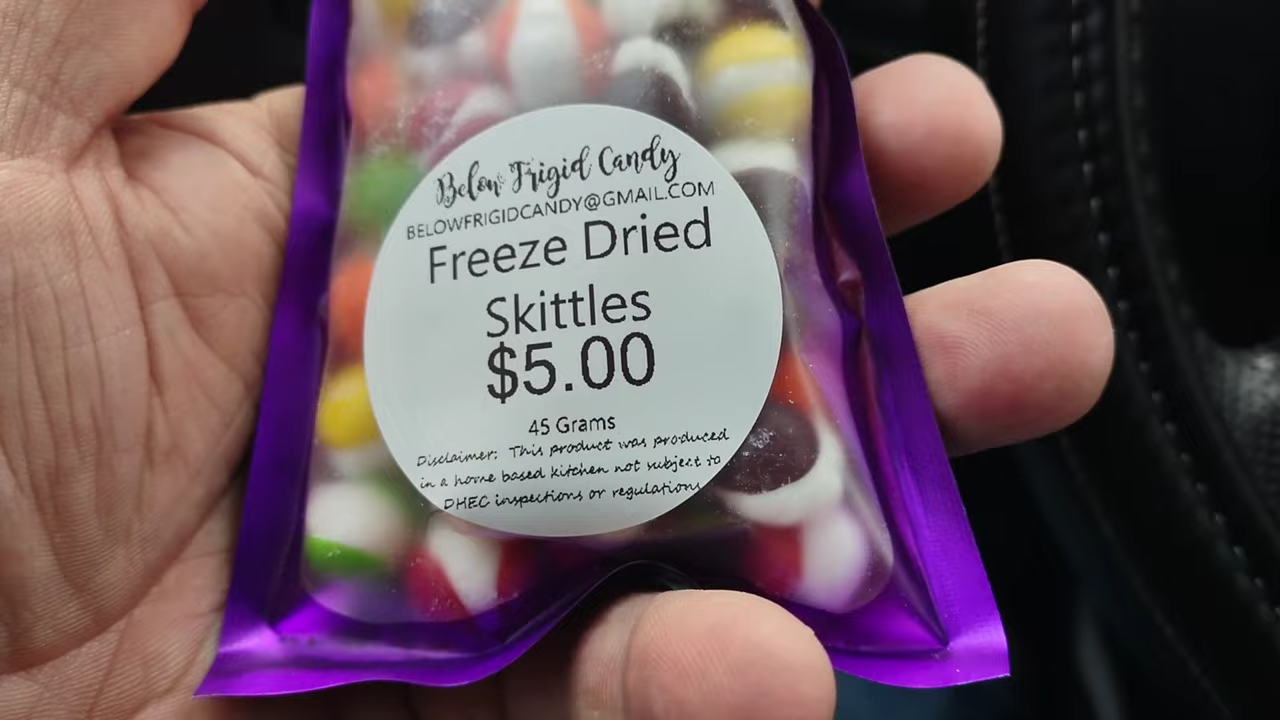 Below Frigid Candy
BELOWFRIGIDCANDY@GMAIL.COM
Freeze Dried
Skittles
$5.00
45 Grams
Disclaimer: This product was produced
in a home based kitchen not subject to
DHEC inspections or regulations